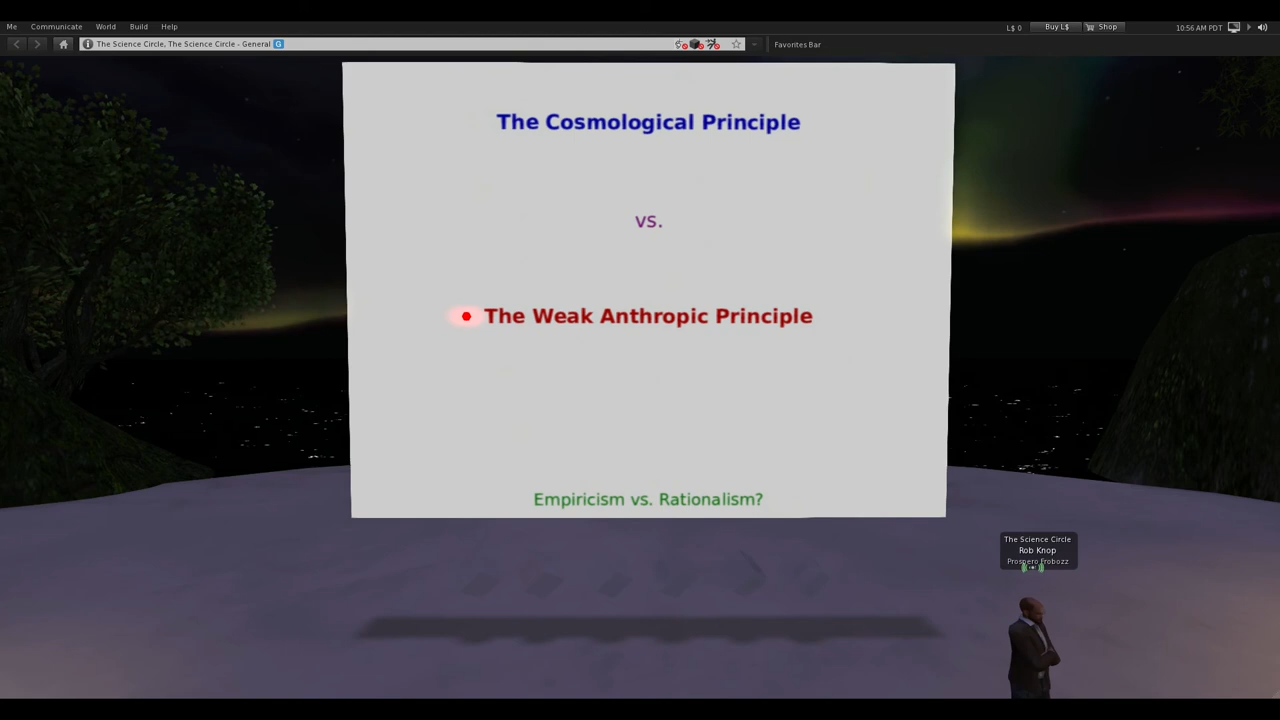 Me Communicate World Build Help
L$ 0 Buy L$ Shop 10:56 AM PDT
The Science Circle, The Science Circle - General G
Favorites Bar
The Cosmological Principle
vs.
The Weak Anthropic Principle
Empiricism vs. Rationalism?
The Science Circle
Rob Knop
Prospero Frobozz